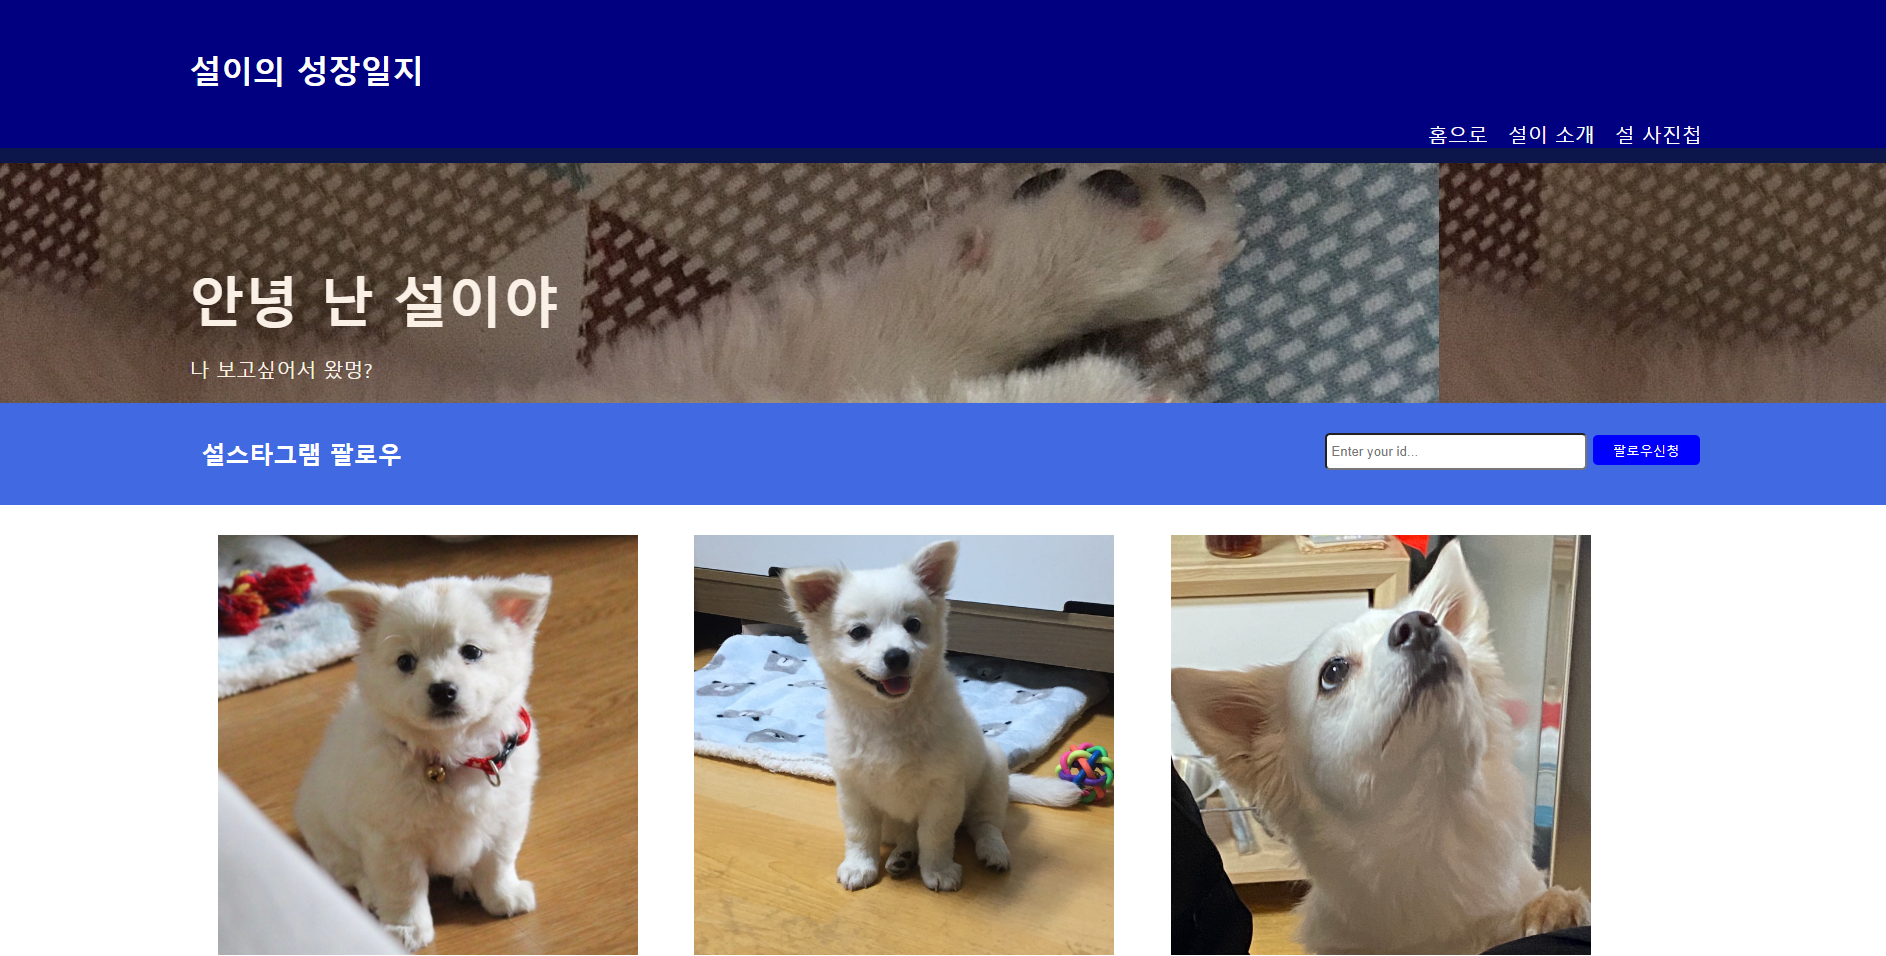 설이의 성장일지
홈으로 설이 소개 설 사진첩
안녕 난 설이야
나 보고싶어서 왔멍?
설스타그램 팔로우
Enter your id...
팔로우신청